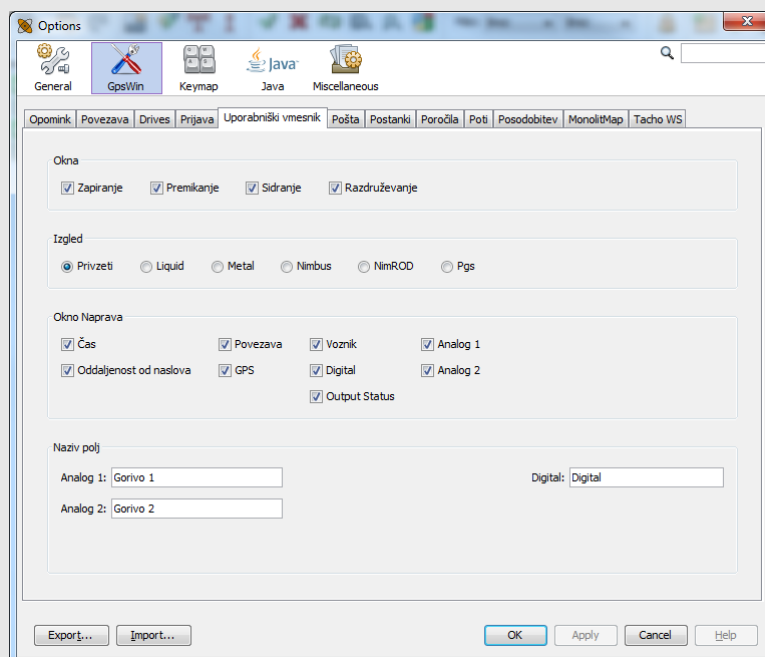 Options
General GpsWin Keymap Java Miscellaneous
Opomink Povezava Drives Prijava Uporabniški vmesnik Pošta Postanki Poročila Poti Posodobitev MonolitMap Tacho WS
Okna
Zapiranje Premikanje Sidranje Razdruževanje
Izgled
Privzeti Liquid Metal Nimbus NimROD Pgs
Okno Naprava
Čas Povezava Voznik Analog 1
Oddaljenost od naslova GPS Digital Analog 2
Output Status
Naziv polj
Analog 1: Gorivo 1 Digital: Digital
Analog 2: Gorivo 2
Export... Import... OK Apply Cancel Help